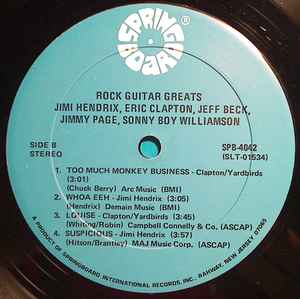 SPRING
BOARD
ROCK GUITAR GREATS
JIMI HENDRIX, ERIC CLAPTON, JEFF BECK,
JIMMY PAGE, SONNY BOY WILLIAMSON
SIDE B
STEREO
SPB-4042
(SLT-01534)
1. TOO MUCH MONKEY BUSINESS - Clapton/Yardbirds
(3:01)
(Chuck Berry) Arc Music (BMI)
2. WHOA EEH - Jimi Hendrix (3:05)
(Hendrix) Demain Music (BMI)
3. LOUISE - Clapton/Yardbirds (3:45)
(Whiting/Robin) Campbell Connelly & Co. (ASCAP)
4. SUSPICIOUS - Jimi Hendrix (3:57)
(Hilton/Brantley) MAJ Music Corp. (ASCAP)
A PRODUCT OF SPRINGBOARD INTERNATIONAL RECORDS, INC., RAHWAY, NEW JERSEY 07065